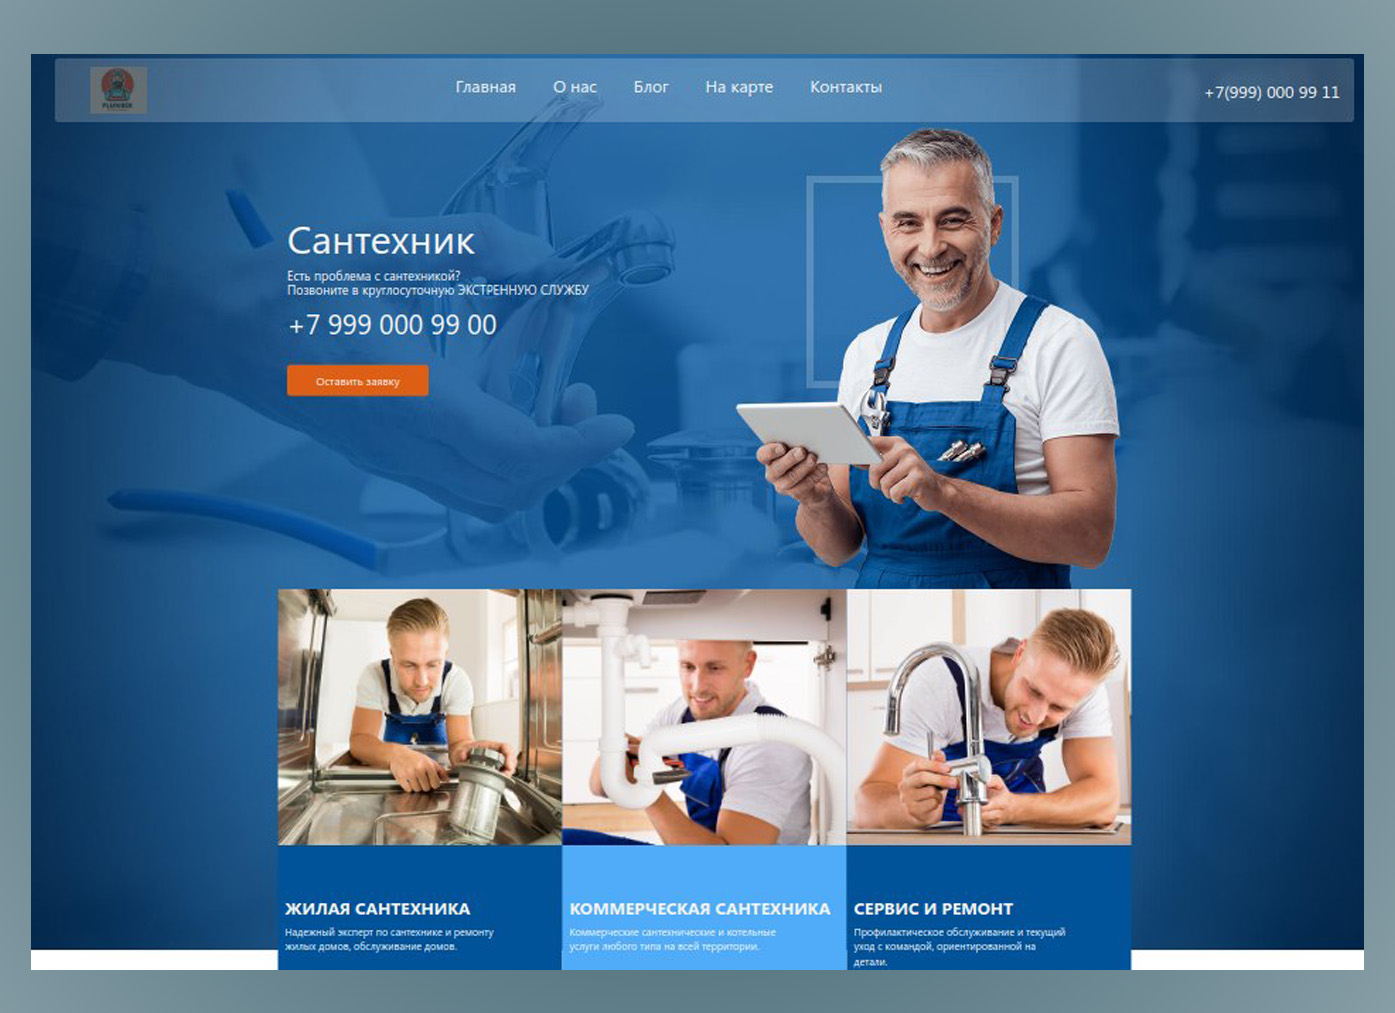 Главная О нас Блог На карте Контакты
+7(999) 000 99 11
Сантехник
Есть проблема с сантехникой?
Позвоните в круглосуточную ЭКСТРЕННУЮ СЛУЖБУ
+7 999 000 99 00
Оставить заявку
ЖИЛАЯ САНТЕХНИКА
Надежный эксперт по сантехнике и ремонту
жилых домов, обслуживание домов.
КОММЕРЧЕСКАЯ САНТЕХНИКА
Коммерческие сантехнические и котельные
услуги любого типа на всей территории.
СЕРВИС И РЕМОНТ
Профилактическое обслуживание и текущий
уход с командой, ориентированной на
детали.